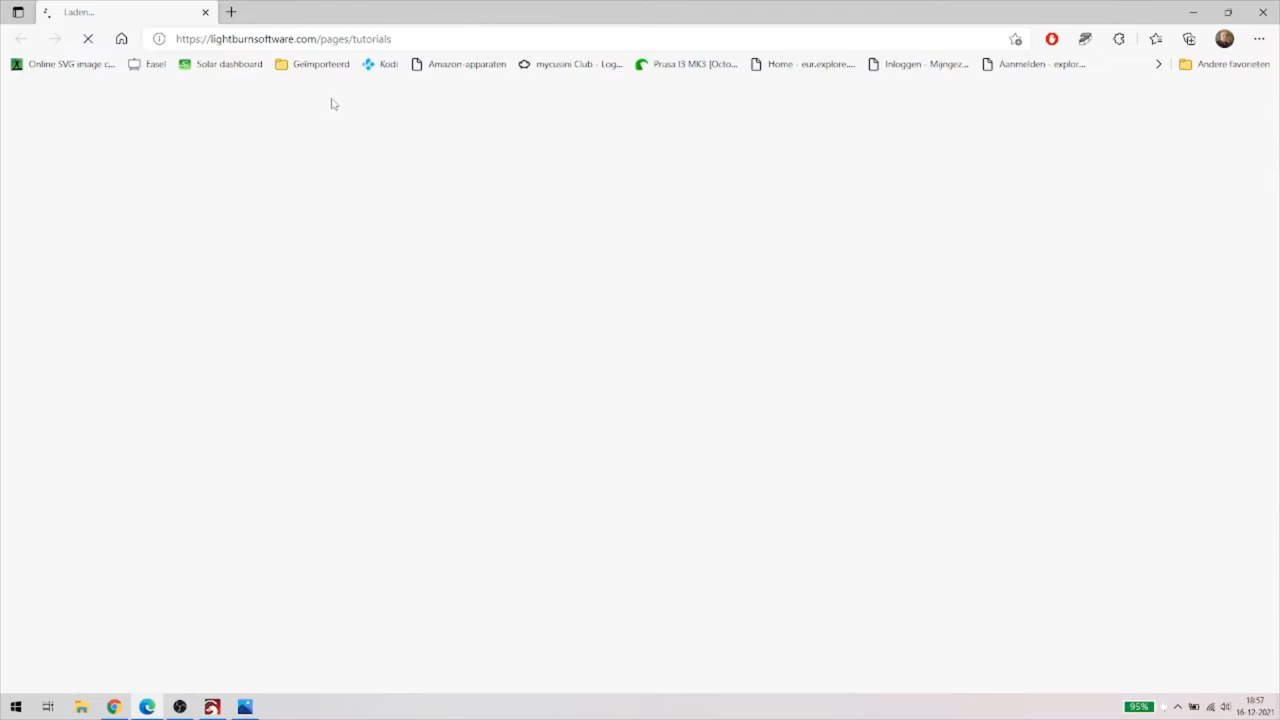 Laden...
https://lightburnsoftware.com/pages/tutorials
Online SVG image c...
Easel
Solar dashboard
Geïmporteerd
Kodi
Amazon-apparaten
mycusini Club - Log...
Prusa I3 MK3 [Octo...
Home - eur.explore....
Inloggen - Mijngez...
Aanmelden - explor...
Andere favorieten
95%
18:57
16-12-2021